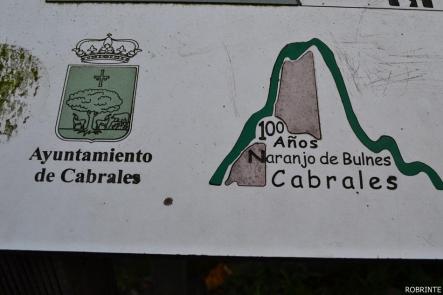 Ayuntamiento
de Cabrales
100
Años
Naranjo de Bulnes
Cabrales
ROBRINTE